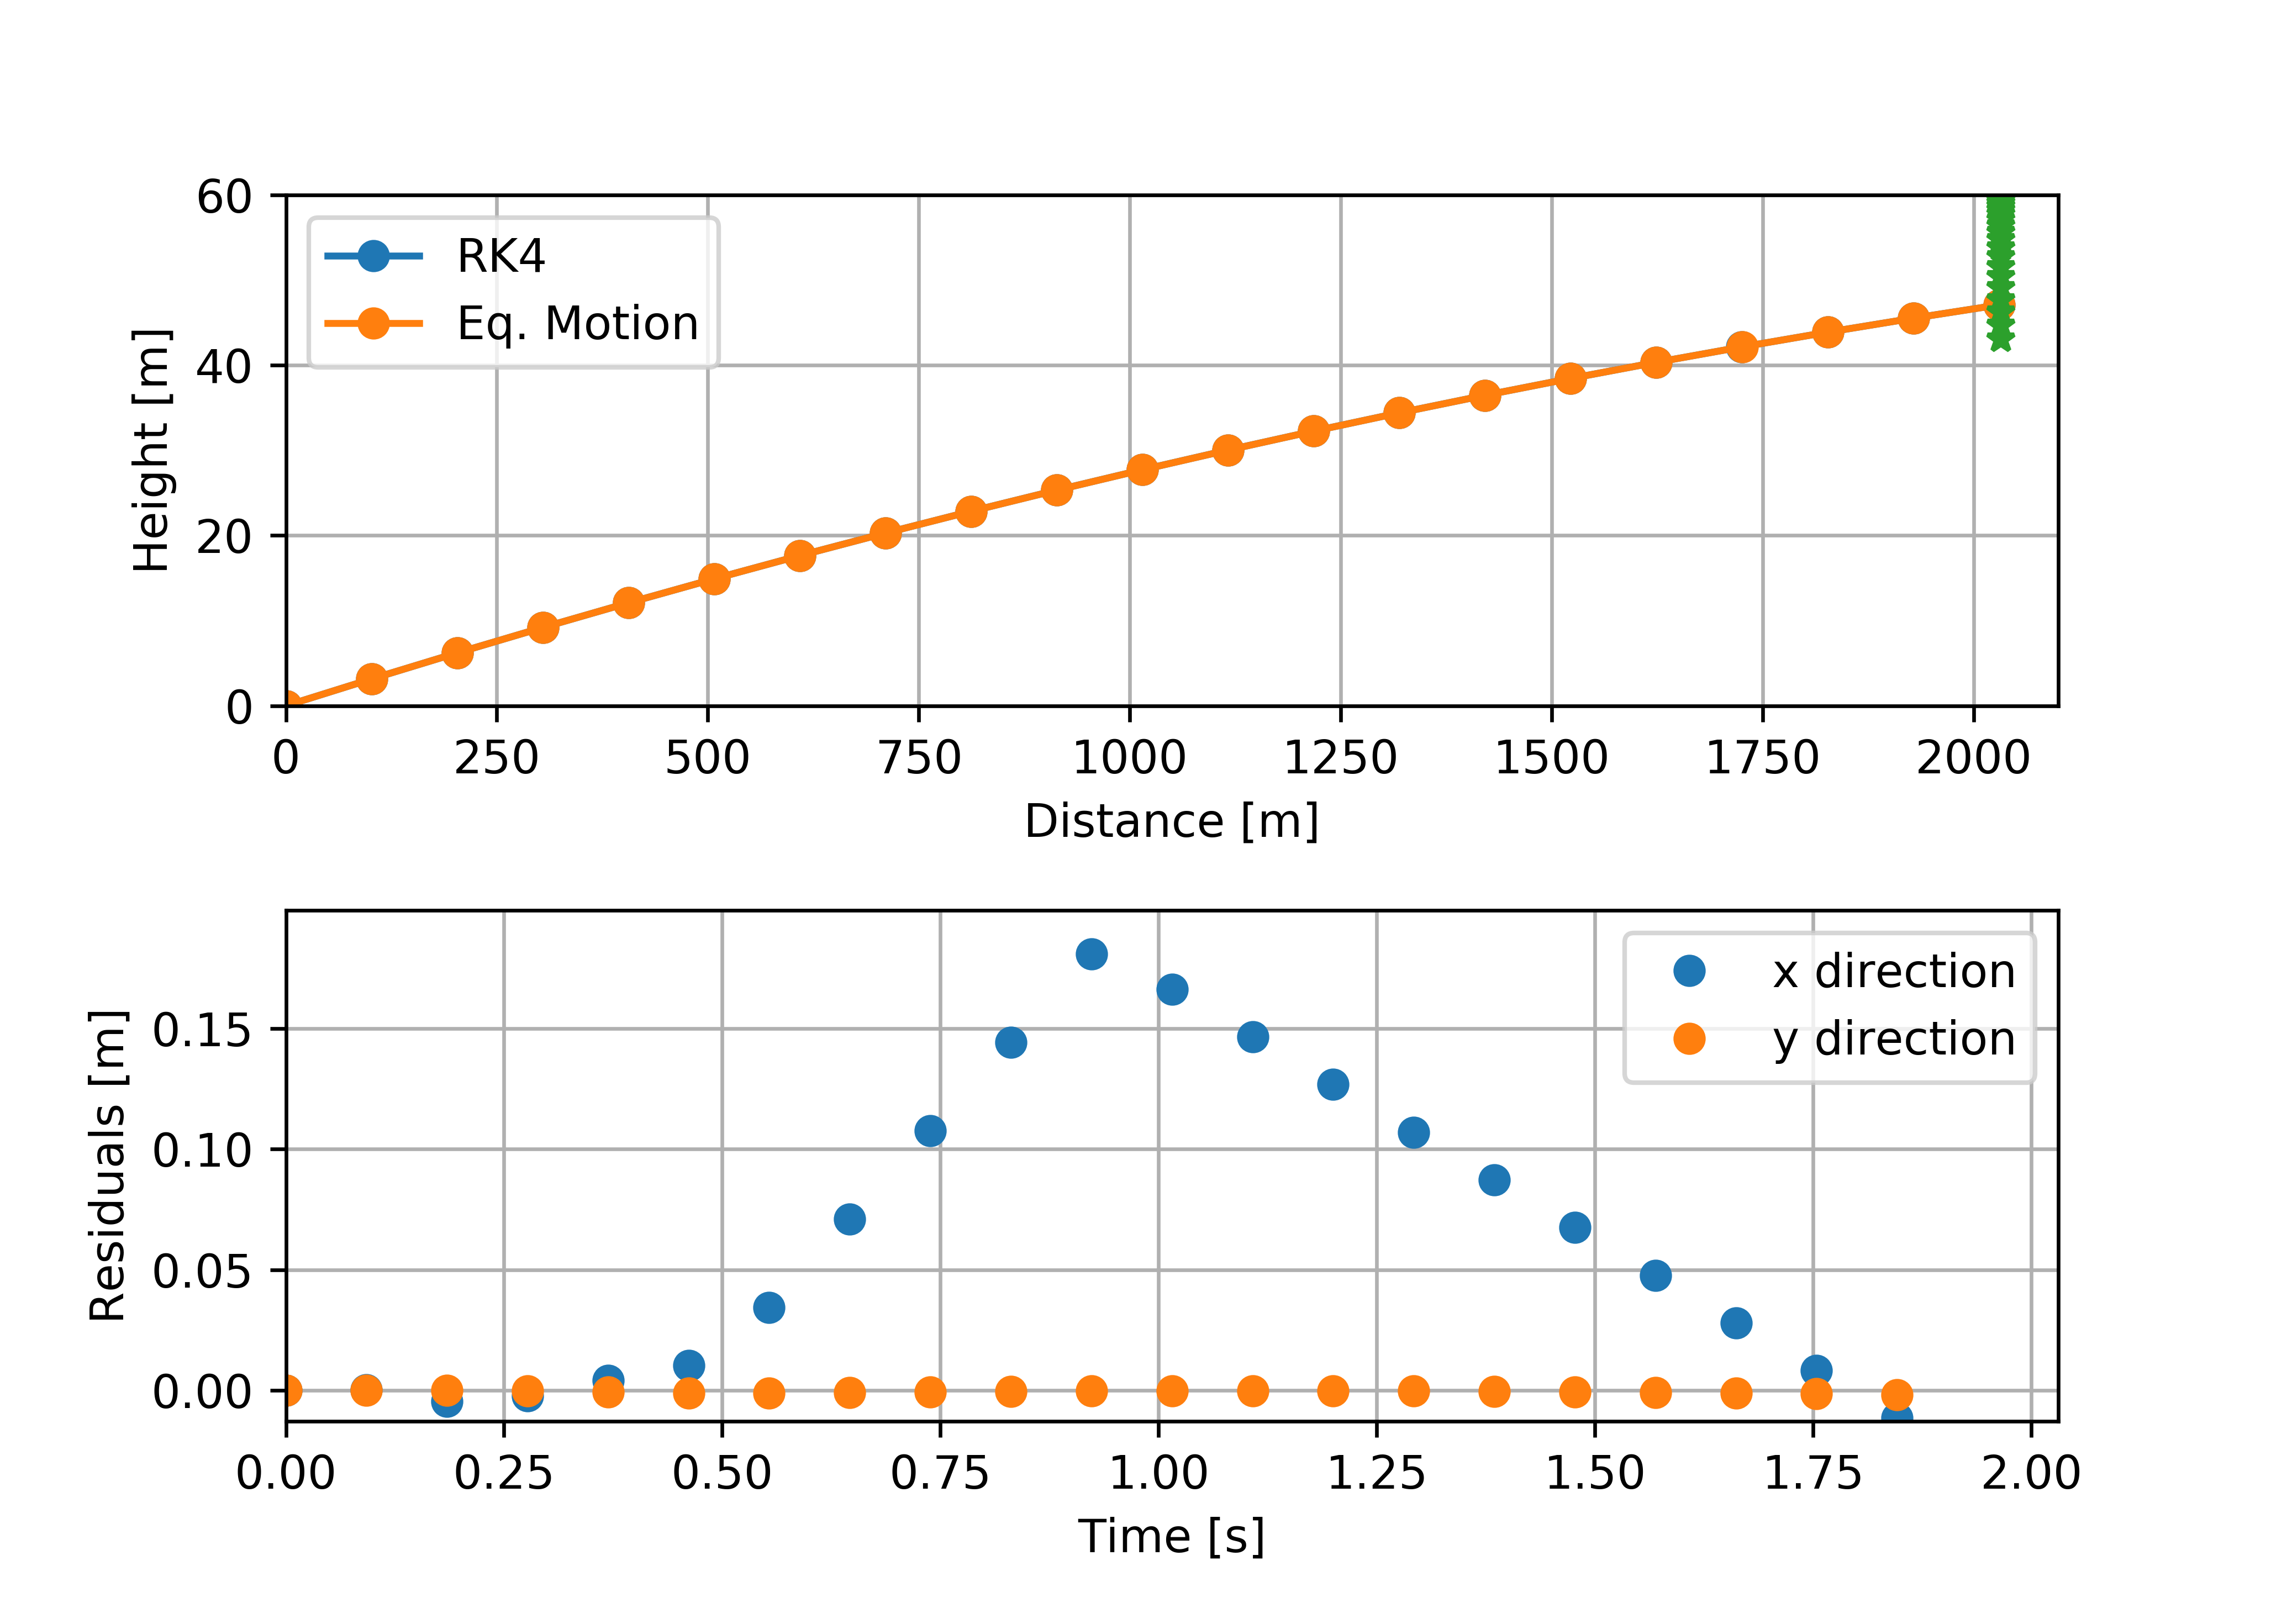 60
40
20
0
Height [m]
RK4
Eq. Motion
0 250 500 750 1000 1250 1500 1750 2000
Distance [m]
0.15
0.10
0.05
0.00
Residuals [m]
x direction
y direction
0.00 0.25 0.50 0.75 1.00 1.25 1.50 1.75 2.00
Time [s]